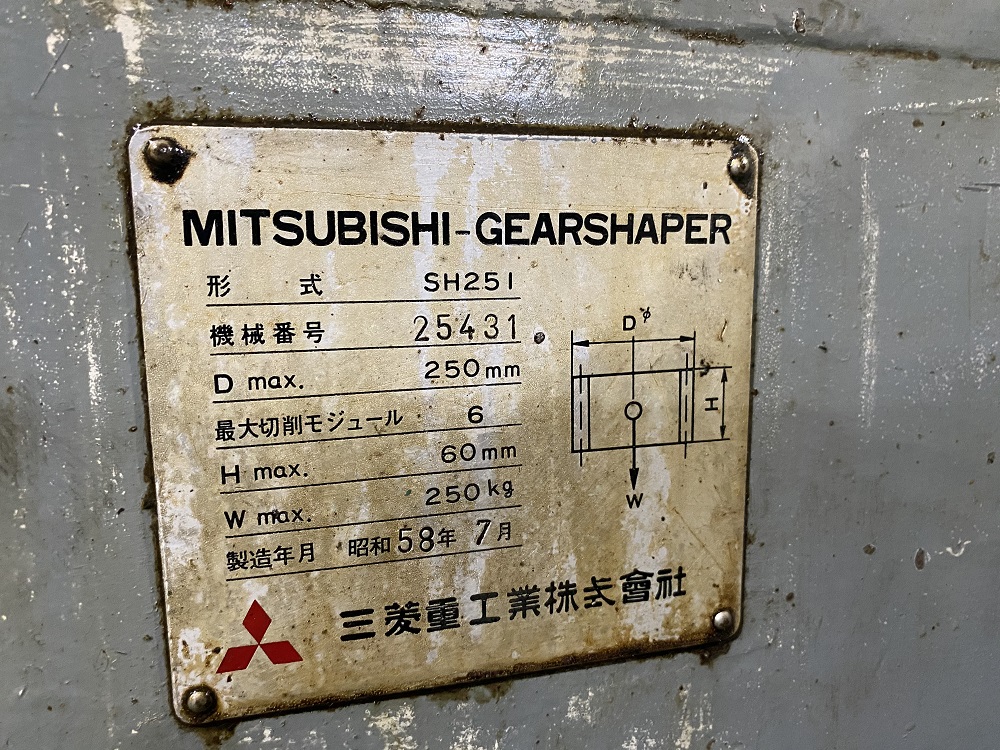 MITSUBISHI-GEARSHAPER
形式 SH251
機械番号 25431
D max. 250mm
最大切削モジュール 6
H max. 60mm
W max. 250kg
製造年月 昭和58年 7月
三菱重工業株式會社
Dφ
H
W